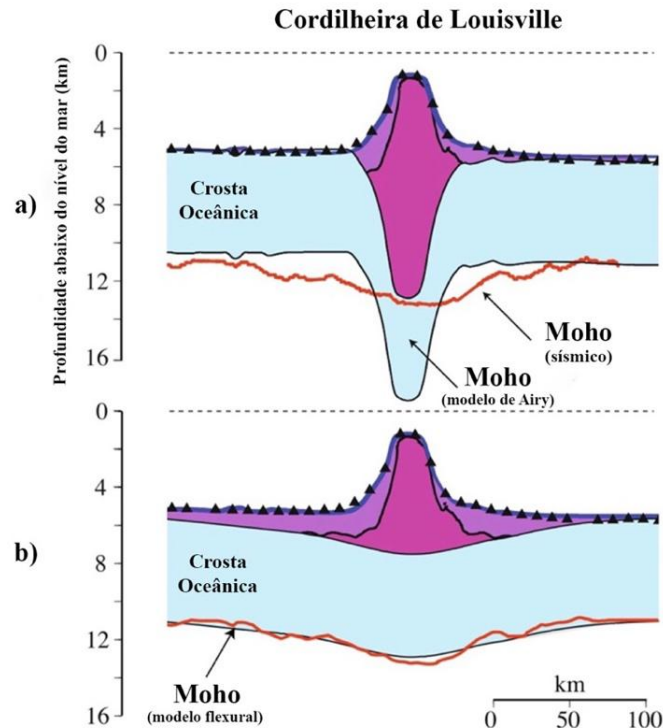 Cordilheira de Louisville
Profundidade abaixo do nível do mar (km)
a)
0
4
8
12
16
Crosta
Oceânica
Moho
(sísmico)
Moho
(modelo de Airy)
b)
0
4
8
12
16
Crosta
Oceânica
Moho
(modelo flexural)
km
0 50 100